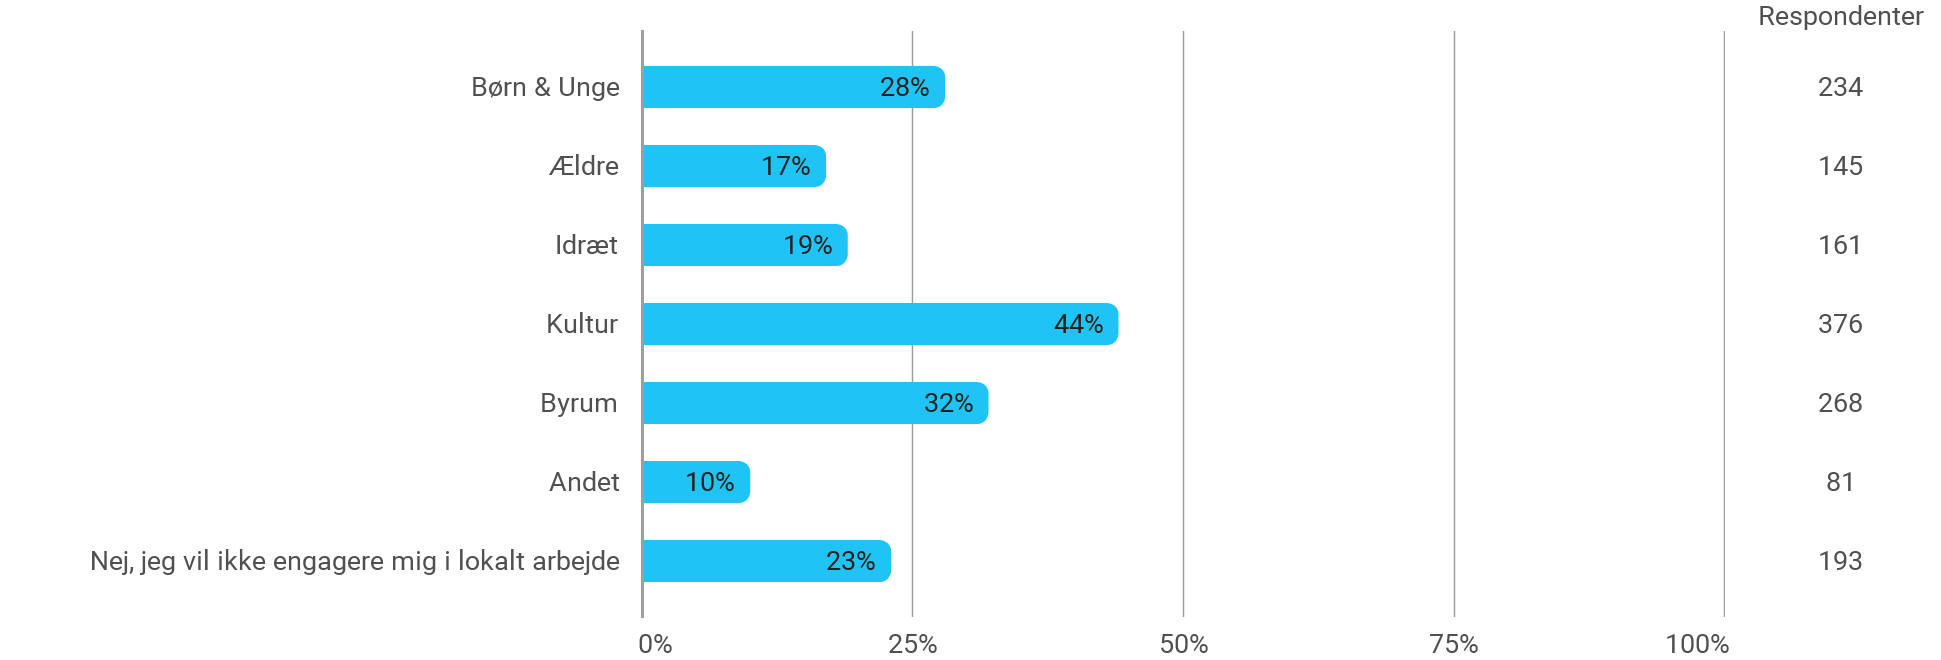 Respondenter
Børn & Unge 28% 234
Ældre 17% 145
Idræt 19% 161
Kultur 44% 376
Byrum 32% 268
Andet 10% 81
Nej, jeg vil ikke engagere mig i lokalt arbejde 23% 193
0% 25% 50% 75% 100%